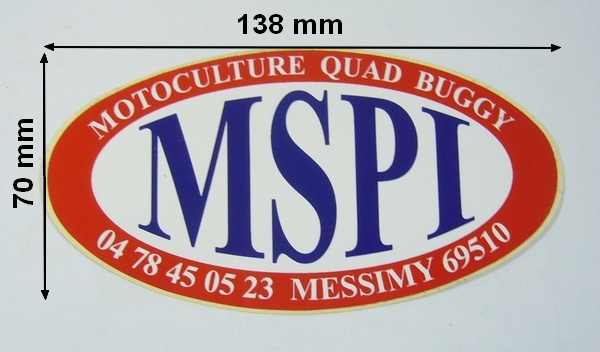 138 mm
70 mm
MOTOCULTURE QUAD BUGGY
MSPI
04 78 45 05 23 MESSIMY 69510